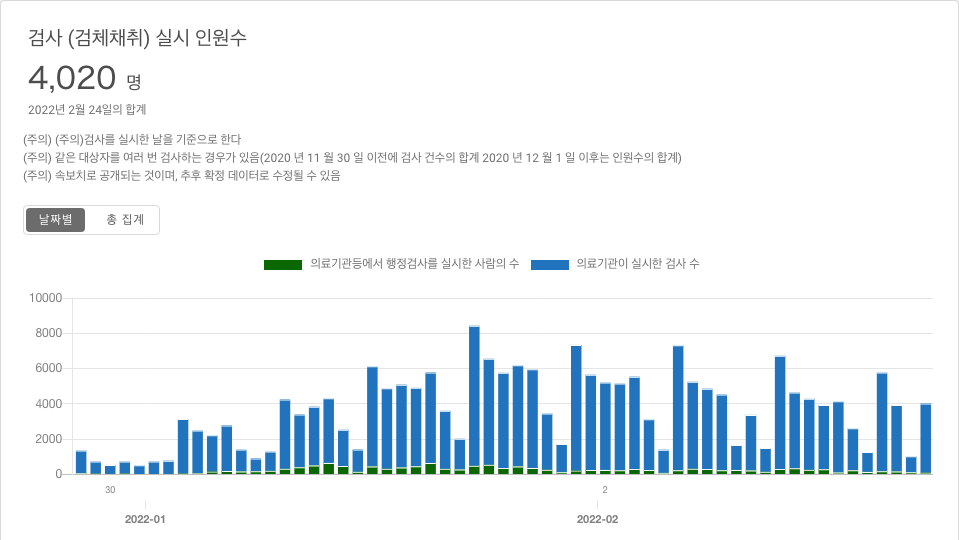 검사 (검체채취) 실시 인원수
4,020 명
2022년 2월 24일의 합계
(주의) (주의)검사를 실시한 날을 기준으로 한다
(주의) 같은 대상자를 여러 번 검사하는 경우가 있음(2020 년 11 월 30 일 이전에 검사 건수의 합계 2020 년 12 월 1 일 이후는 인원수의 합계)
(주의) 속보치로 공개되는 것이며, 추후 확정 데이터로 수정될 수 있음
날짜별 총 집계
의료기관등에서 행정검사를 실시한 사람의 수 의료기관이 실시한 검사 수
10000
8000
6000
4000
2000
0
30 2
2022-01 2022-02